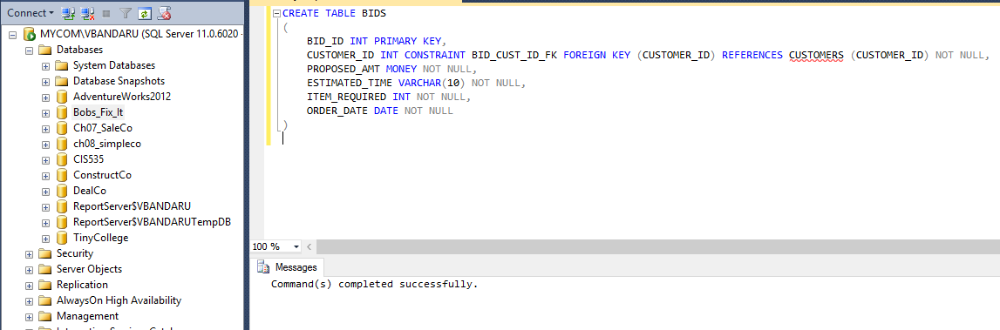 Connect
MYCOM\VBANDARU (SQL Server 11.0.6020 -
Databases
System Databases
Database Snapshots
AdventureWorks2012
Bobs_Fix_It
Ch07_SaleCo
ch08_simpleco
CIS535
ConstructCo
DealCo
ReportServer$VBANDARU
ReportServer$VBANDARUTempDB
TinyCollege
Security
Server Objects
Replication
AlwaysOn High Availability
Management
CREATE TABLE BIDS
(
BID_ID INT PRIMARY KEY,
CUSTOMER_ID INT CONSTRAINT BID_CUST_ID_FK FOREIGN KEY (CUSTOMER_ID) REFERENCES CUSTOMERS (CUSTOMER_ID) NOT NULL,
PROPOSED_AMT MONEY NOT NULL,
ESTIMATED_TIME VARCHAR(10) NOT NULL,
ITEM_REQUIRED INT NOT NULL,
ORDER_DATE DATE NOT NULL
)
100 %
Messages
Command(s) completed successfully.